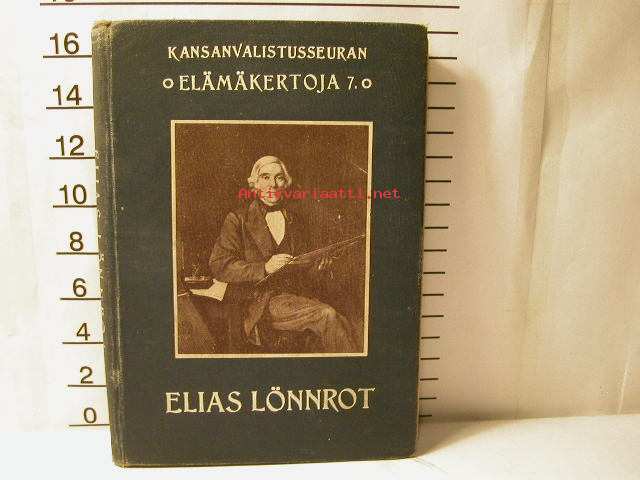 KANSANVALISTUSSEURAN
ELÄMÄKERTOJA 7.
Antikvariaatti.net
ELIAS LÖNNROT
16
14
12
10
8
6
4
2
0